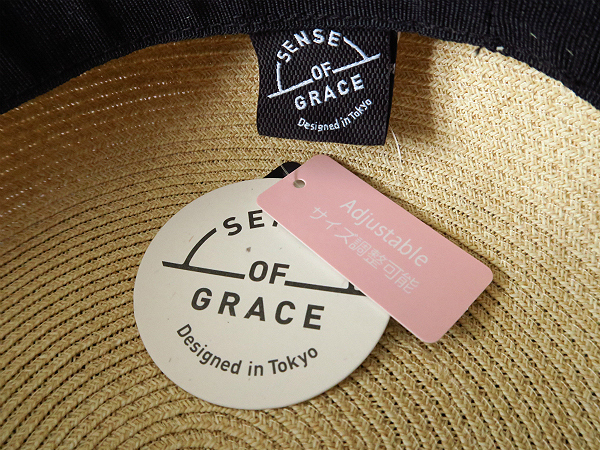 SENSE
OF
GRACE
Designed in Tokyo
SENSE
OF
GRACE
Designed in Tokyo
Adjustable
サイズ調整可能